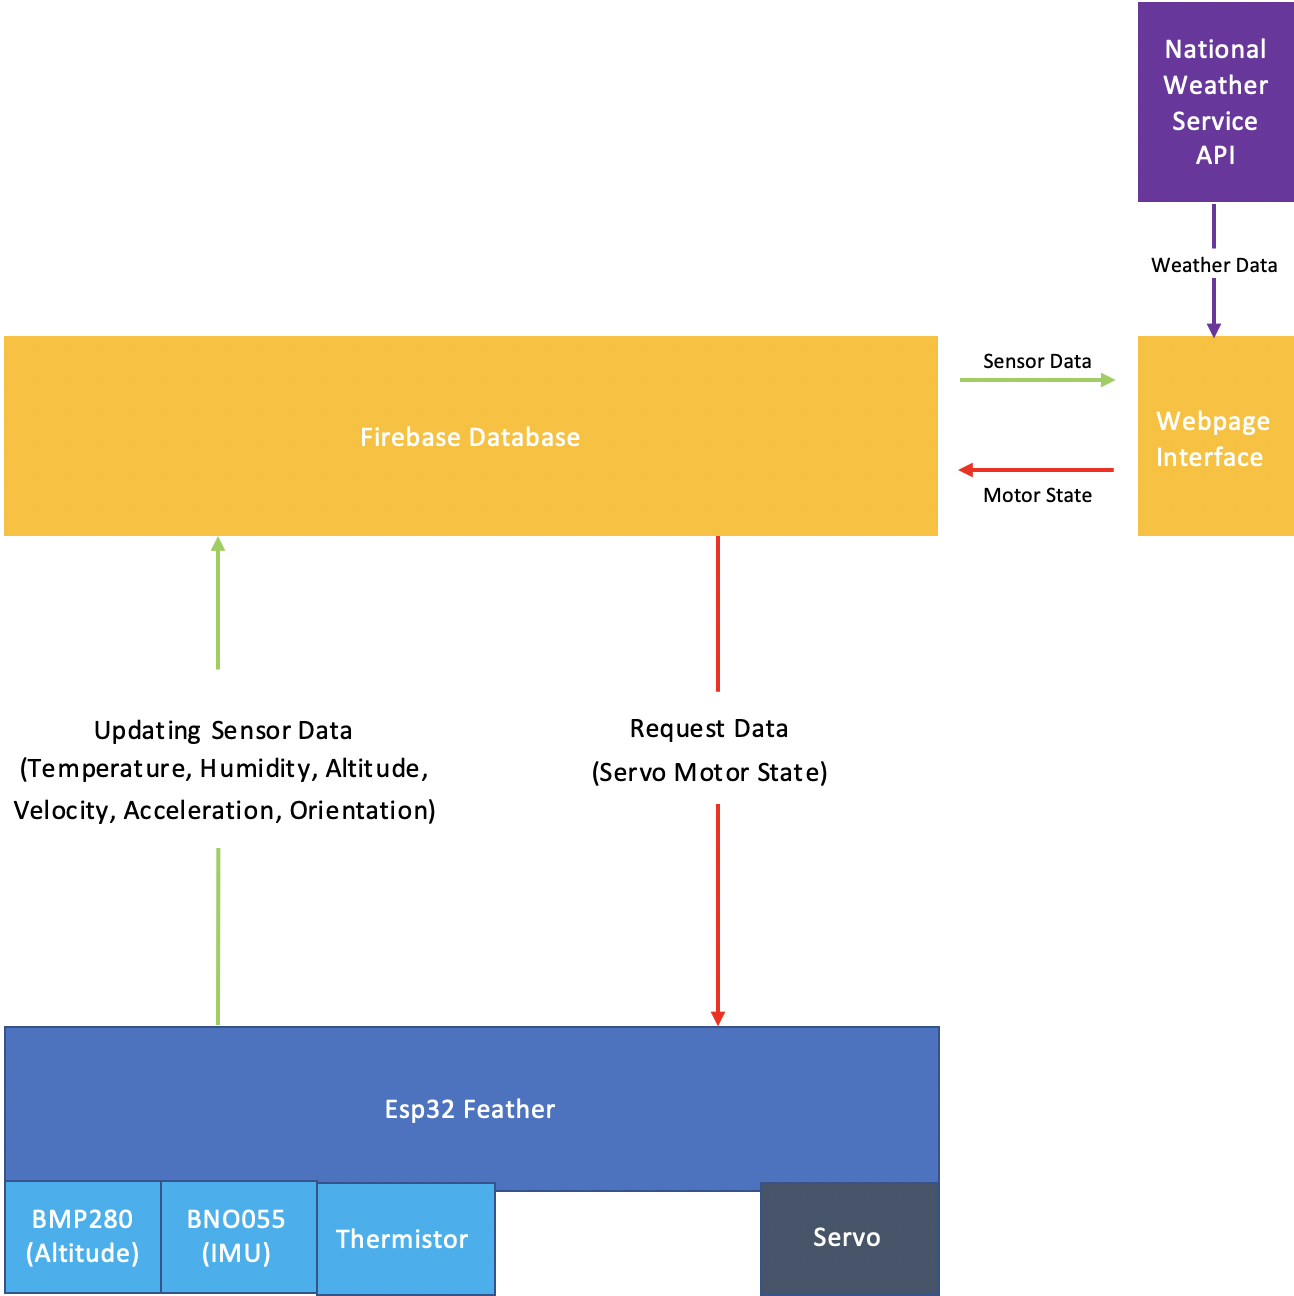 National
Weather
Service
API
Weather Data
Firebase Database
Sensor Data
Motor State
Webpage
Interface
Updating Sensor Data
(Temperature, Humidity, Altitude,
Velocity, Acceleration, Orientation)
Request Data
(Servo Motor State)
Esp32 Feather
BMP280
(Altitude)
BNO055
(IMU)
Thermistor
Servo